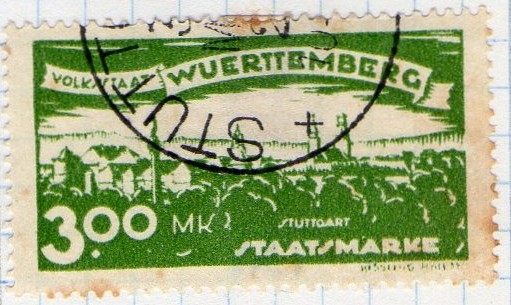 VOLKSSTAAT WUERTTEMBERG
STUTT
3.00 MK
STUTTGART
STAATSMARKE